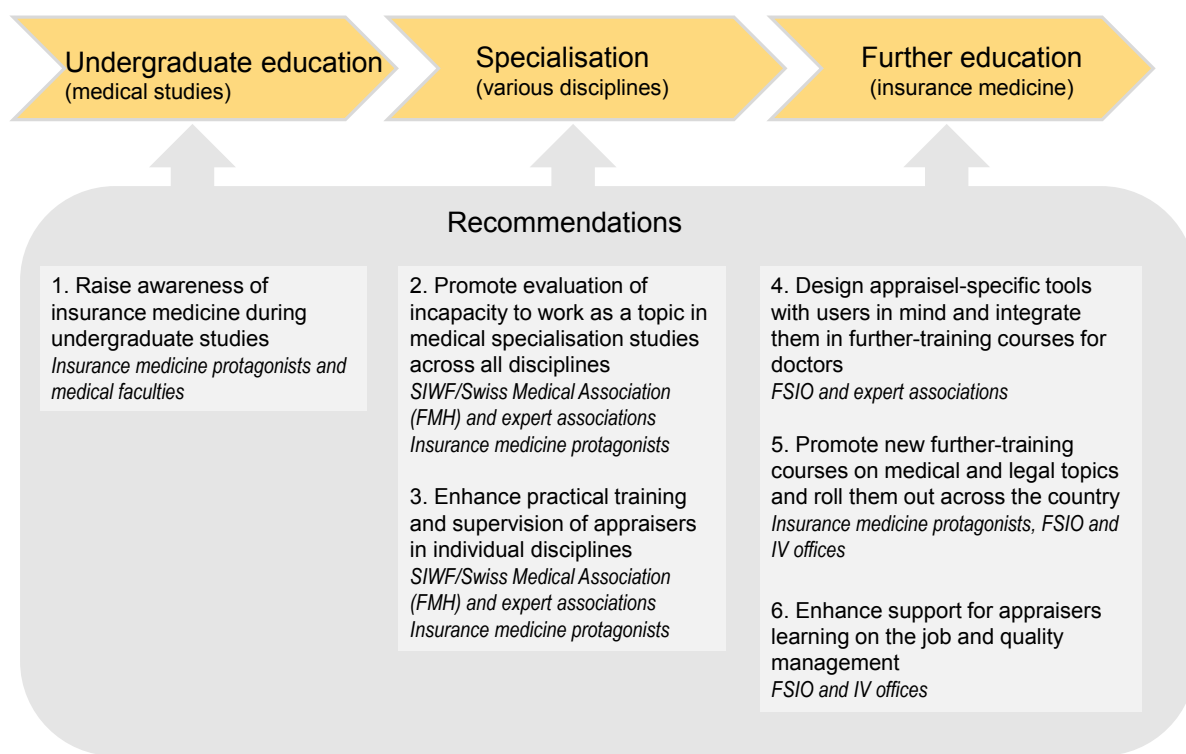 Undergraduate education
(medical studies)
Specialisation
(various disciplines)
Further education
(insurance medicine)
Recommendations
1. Raise awareness of
insurance medicine during
undergraduate studies
Insurance medicine protagonists and
medical faculties
2. Promote evaluation of
incapacity to work as a topic in
medical specialisation studies
across all disciplines
SIWF/Swiss Medical Association
(FMH) and expert associations
Insurance medicine protagonists
3. Enhance practical training
and supervision of appraisers
in individual disciplines
SIWF/Swiss Medical Association
(FMH) and expert associations
Insurance medicine protagonists
4. Design appraisel-specific tools
with users in mind and integrate
them in further-training courses for
doctors
FSIO and expert associations
5. Promote new further-training
courses on medical and legal topics
and roll them out across the country
Insurance medicine protagonists, FSIO and
IV offices
6. Enhance support for appraisers
learning on the job and quality
management
FSIO and IV offices